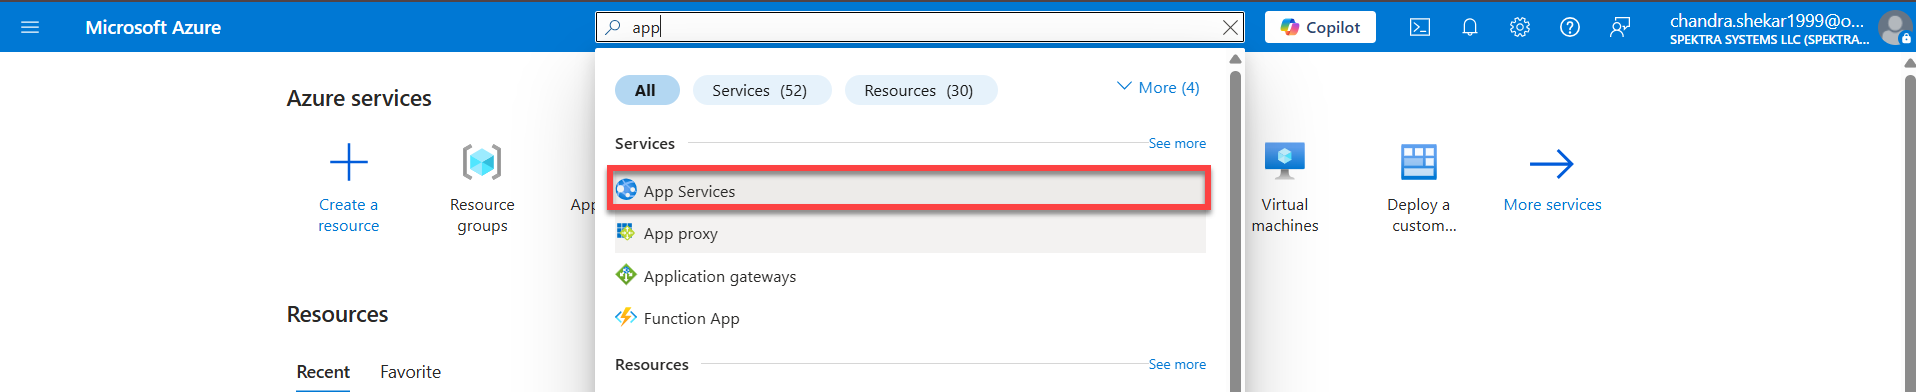 Microsoft Azure
app
Copilot
chandra.shekar1999@o...
SPEKTRA SYSTEMS LLC (SPEKTRA...
All
Services (52)
Resources (30)
More (4)
Azure services
Services
See more
App Services
App proxy
Application gateways
Function App
Resources
See more
Create a
resource
Resource
groups
App
Virtual
machines
Deploy a
custom...
More services
Resources
Recent
Favorite